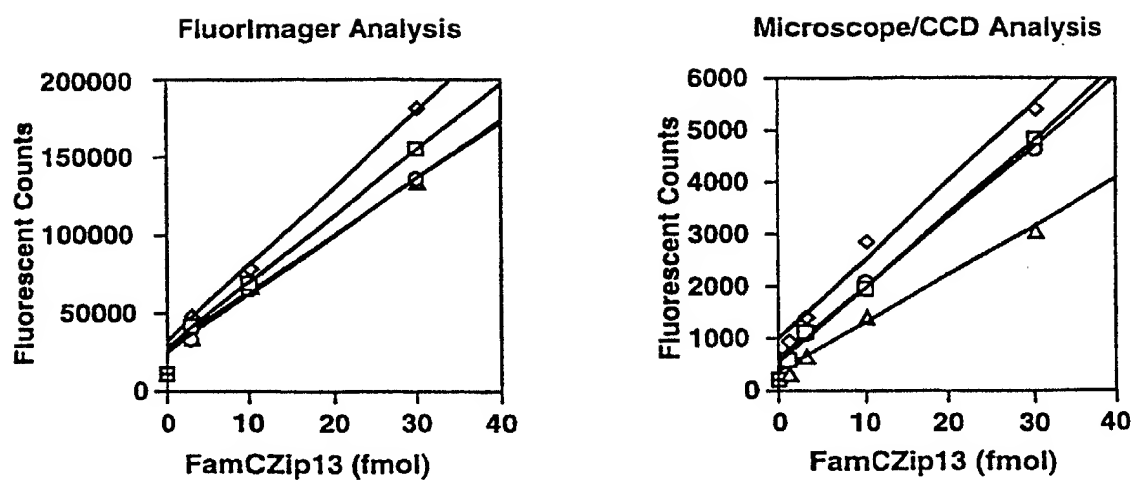 FluorImager Analysis
200000
150000
100000
50000
0
Fluorescent Counts
0 10 20 30 40
FamCZip13 (fmol)
Microscope/CCD Analysis
6000
5000
4000
3000
2000
1000
0
Fluorescent Counts
0 10 20 30 40
FamCZip13 (fmol)